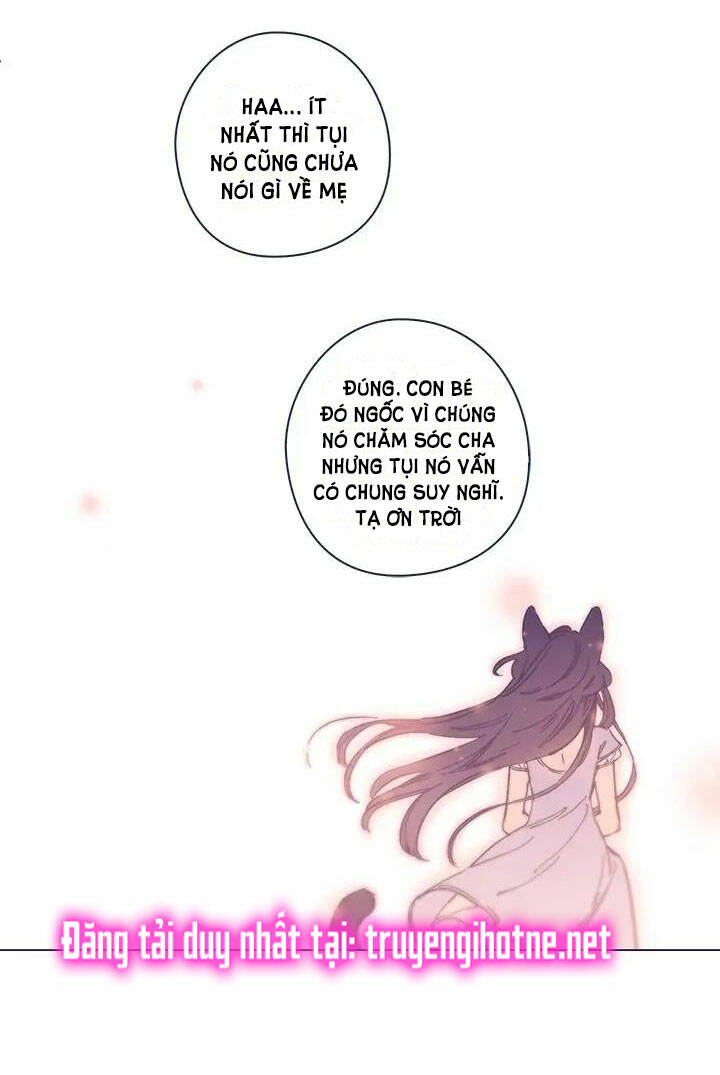 HAA... ÍT
NHẤT THÌ TỤI
NÓ CŨNG CHƯA
NÓI GÌ VỀ MẸ
ĐÚNG. CON BÉ
ĐÓ NGỐC VÌ CHÚNG
NÓ CHĂM SÓC CHA
NHƯNG TỤI NÓ VẪN
CÓ CHUNG SUY NGHĨ.
TẠ ƠN TRỜI
Đăng tải duy nhất tại: truyengihotne.net